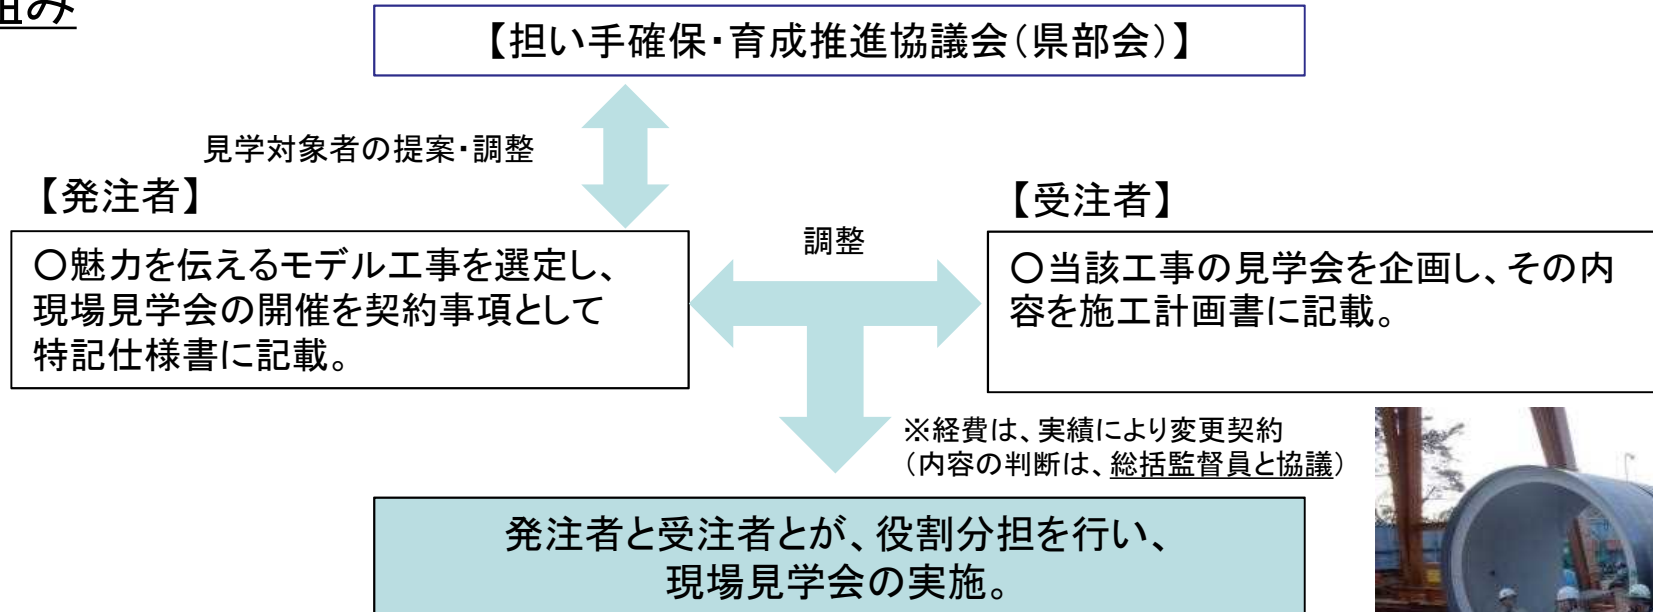 組み
【担い手確保・育成推進協議会（県部会）】
見学対象者の提案・調整
【発注者】
○魅力を伝えるモデル工事を選定し、
現場見学会の開催を契約事項として
特記仕様書に記載。
調整
【受注者】
○当該工事の見学会を企画し、その内
容を施工計画書に記載。
※経費は、実績により変更契約
（内容の判断は、総括監督員と協議）
発注者と受注者とが、役割分担を行い、
現場見学会の実施。